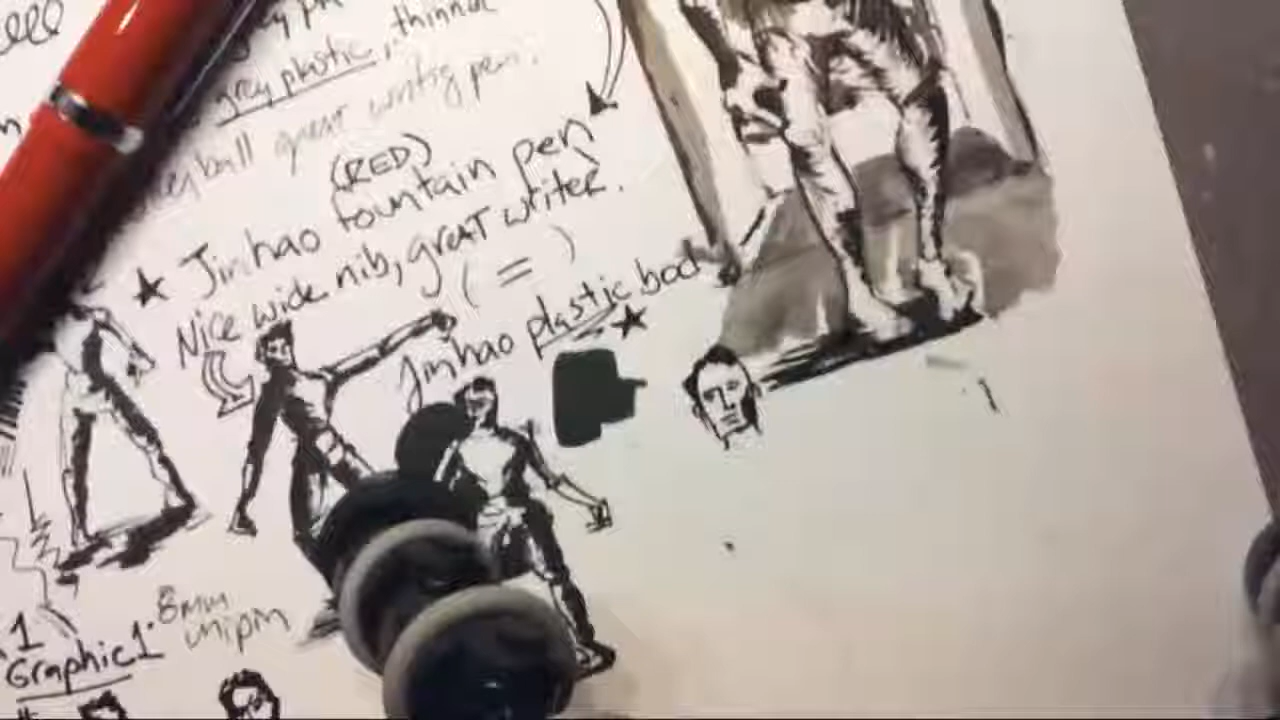 grey plastic, thinner
great writing pen.
(RED)
★ Jinhao fountain pen
Nice wide nib, great writer.
( = )
Jinhao plastic bod
★
8mm
unipin
1
Graphic 1.